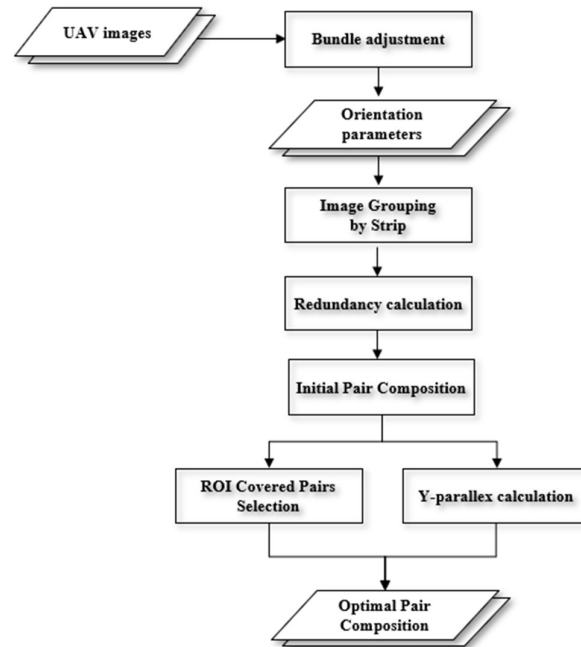 UAV images
Bundle adjustment
Orientation
parameters
Image Grouping
by Strip
Redundancy calculation
Initial Pair Composition
ROI Covered Pairs
Selection
Y-parallex calculation
Optimal Pair
Composition